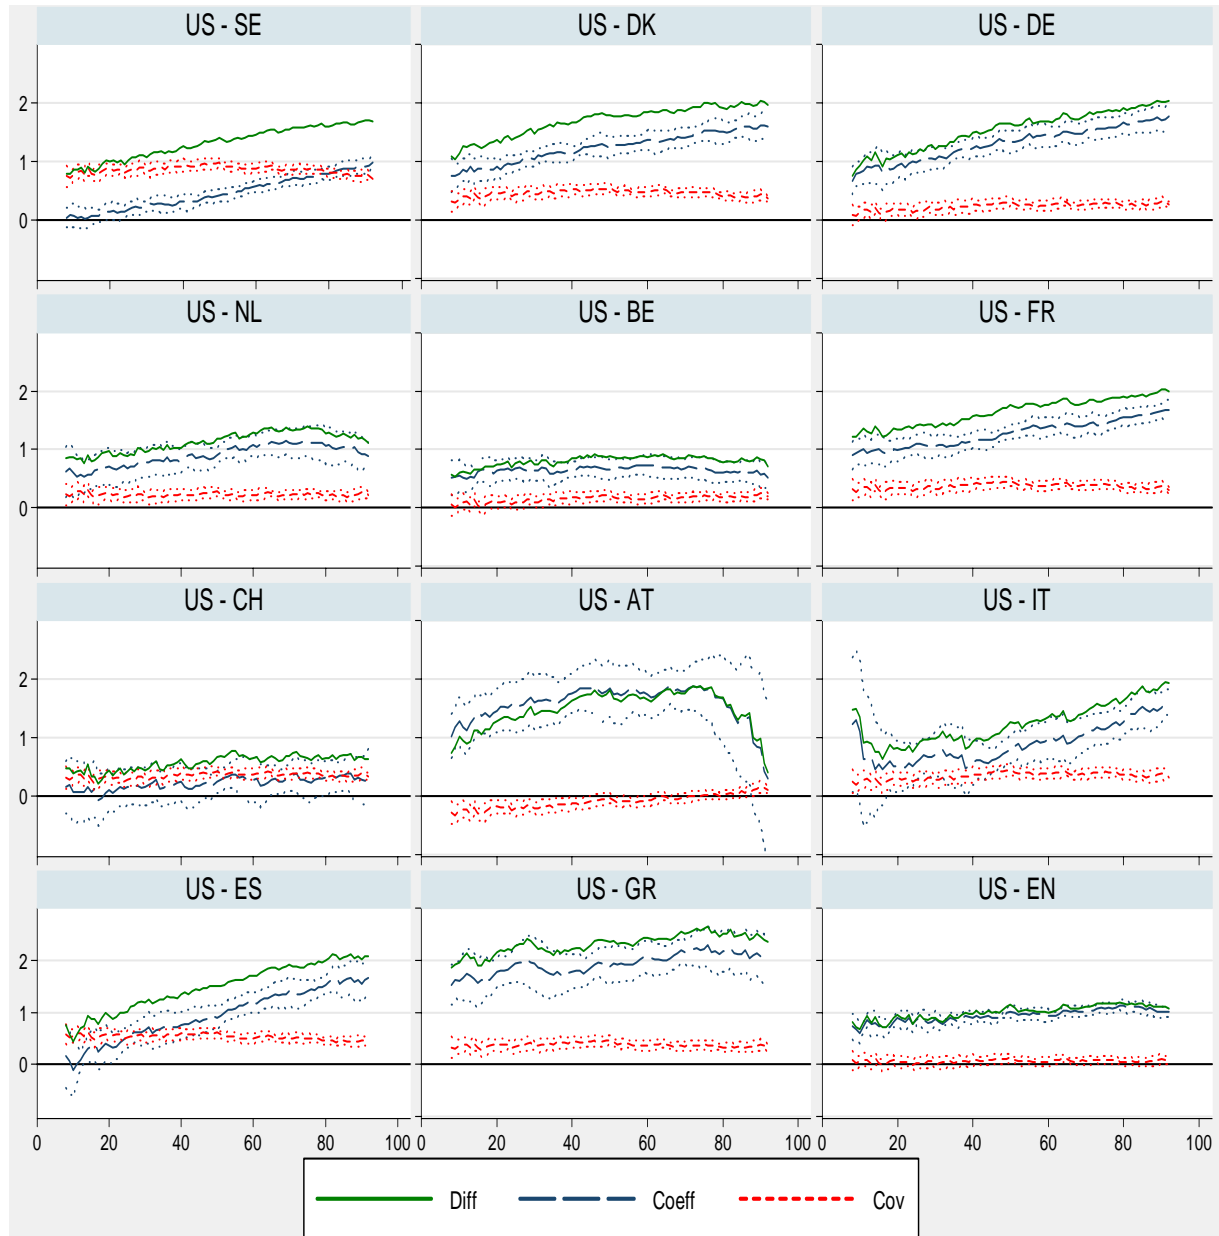 US - SE
US - DK
US - DE
2
1
0
US - NL
US - BE
US - FR
2
1
0
US - CH
US - AT
US - IT
2
1
0
US - ES
US - GR
US - EN
2
1
0
0 20 40 60 80 100
0 20 40 60 80 100
0 20 40 60 80 100
Diff Coeff Cov